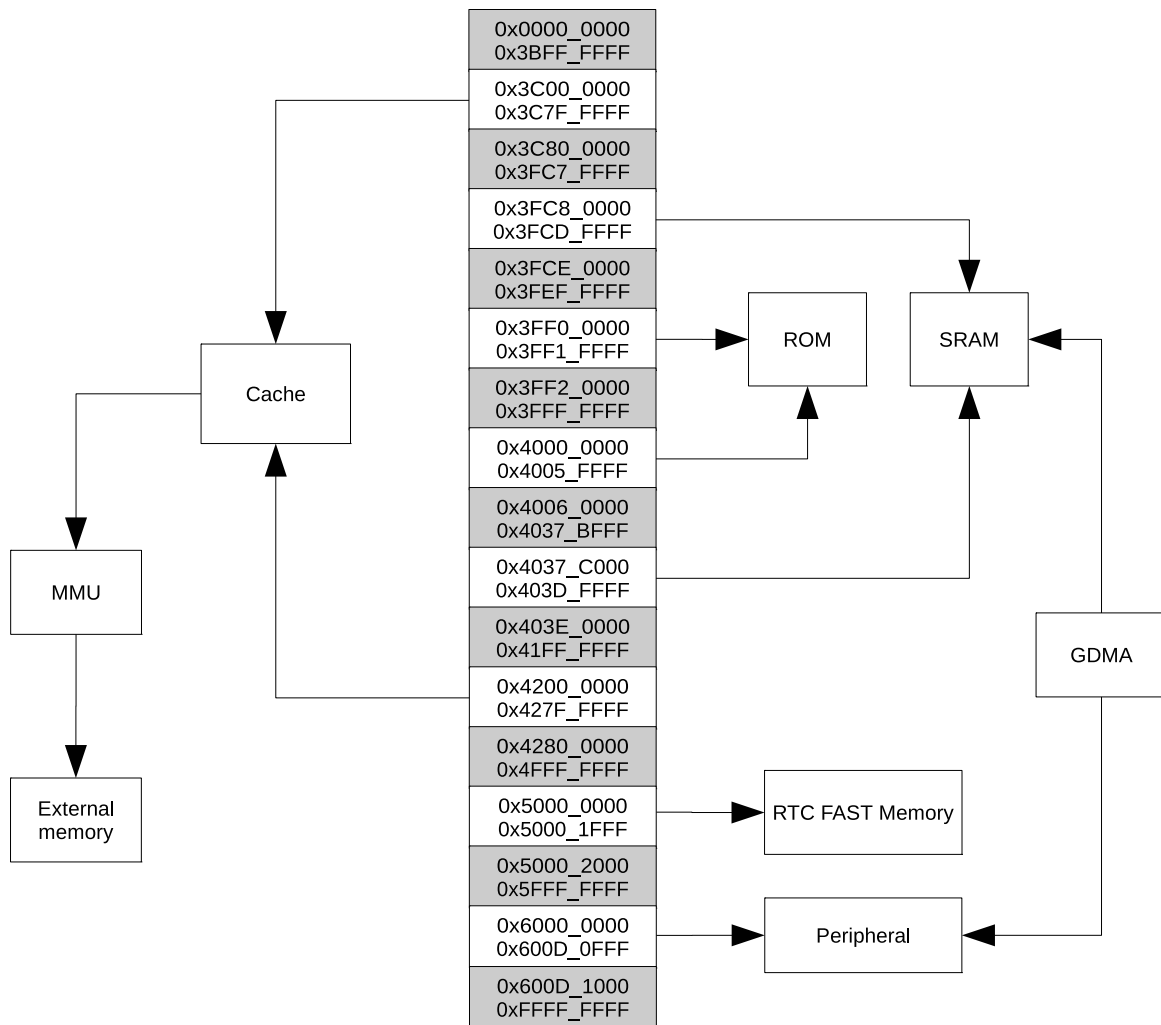 0x0000_0000
0x3BFF_FFFF
0x3C00_0000
0x3C7F_FFFF
0x3C80_0000
0x3FC7_FFFF
0x3FC8_0000
0x3FCD_FFFF
0x3FCE_0000
0x3FEF_FFFF
0x3FF0_0000
0x3FF1_FFFF
0x3FF2_0000
0x3FFF_FFFF
0x4000_0000
0x4005_FFFF
0x4006_0000
0x4037_BFFF
0x4037_C000
0x403D_FFFF
0x403E_0000
0x41FF_FFFF
0x4200_0000
0x427F_FFFF
0x4280_0000
0x4FFF_FFFF
0x5000_0000
0x5000_1FFF
0x5000_2000
0x5FFF_FFFF
0x6000_0000
0x600D_0FFF
0x600D_1000
0xFFFF_FFFF
Cache
MMU
External
memory
ROM
SRAM
GDMA
RTC FAST Memory
Peripheral